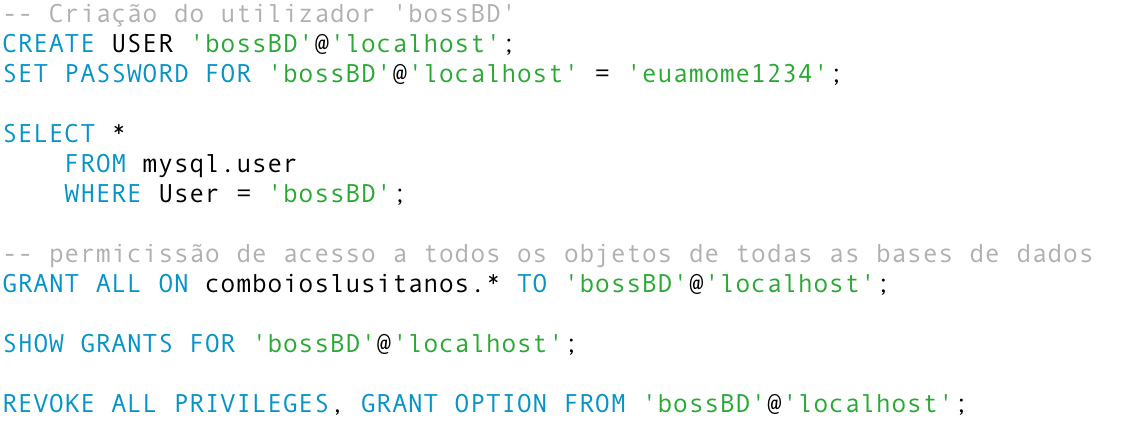 -- Criação do utilizador 'bossBD'
CREATE USER 'bossBD'@'localhost';
SET PASSWORD FOR 'bossBD'@'localhost' = 'euamome1234';
SELECT *
FROM mysql.user
WHERE User = 'bossBD';
-- permicissão de acesso a todos os objetos de todas as bases de dados
GRANT ALL ON comboioslusitanos.* TO 'bossBD'@'localhost';
SHOW GRANTS FOR 'bossBD'@'localhost';
REVOKE ALL PRIVILEGES, GRANT OPTION FROM 'bossBD'@'localhost';